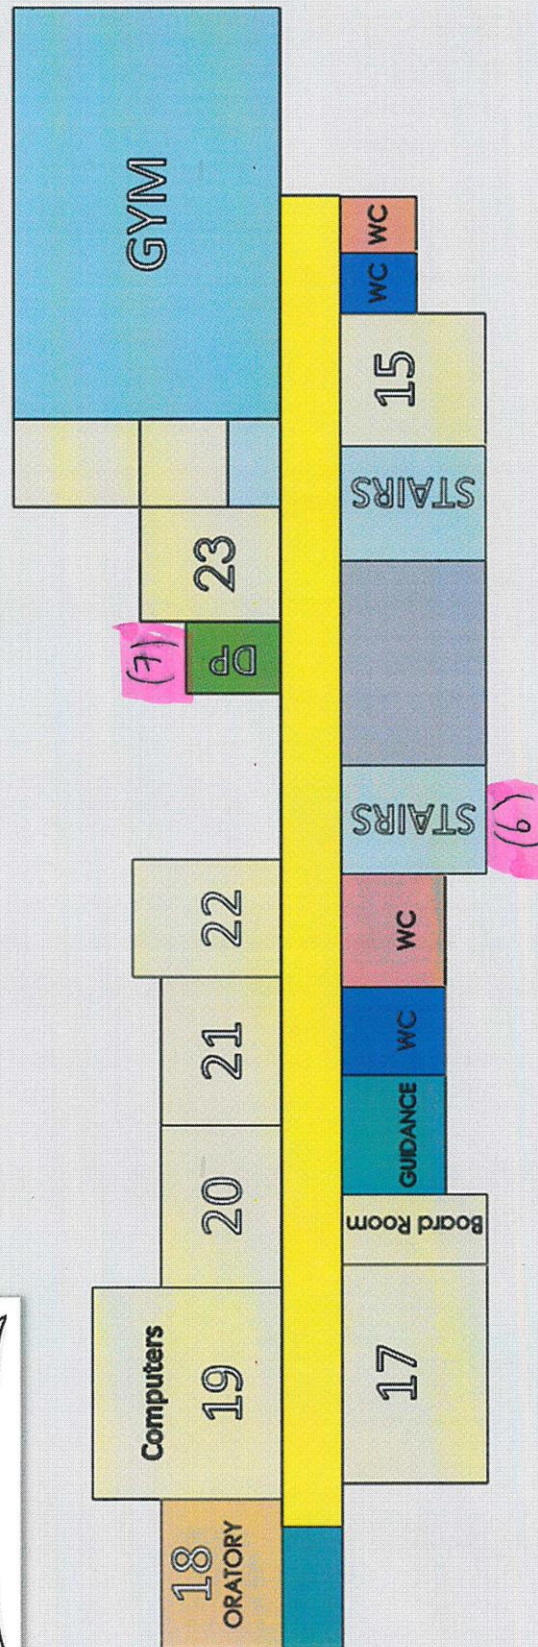 GYM
WC
WC
15
STAIRS
23
DP
(7)
STAIRS
(6)
22
WC
21
WC
GUIDANCE
20
Board Room
Computers
19
17
18
ORATORY